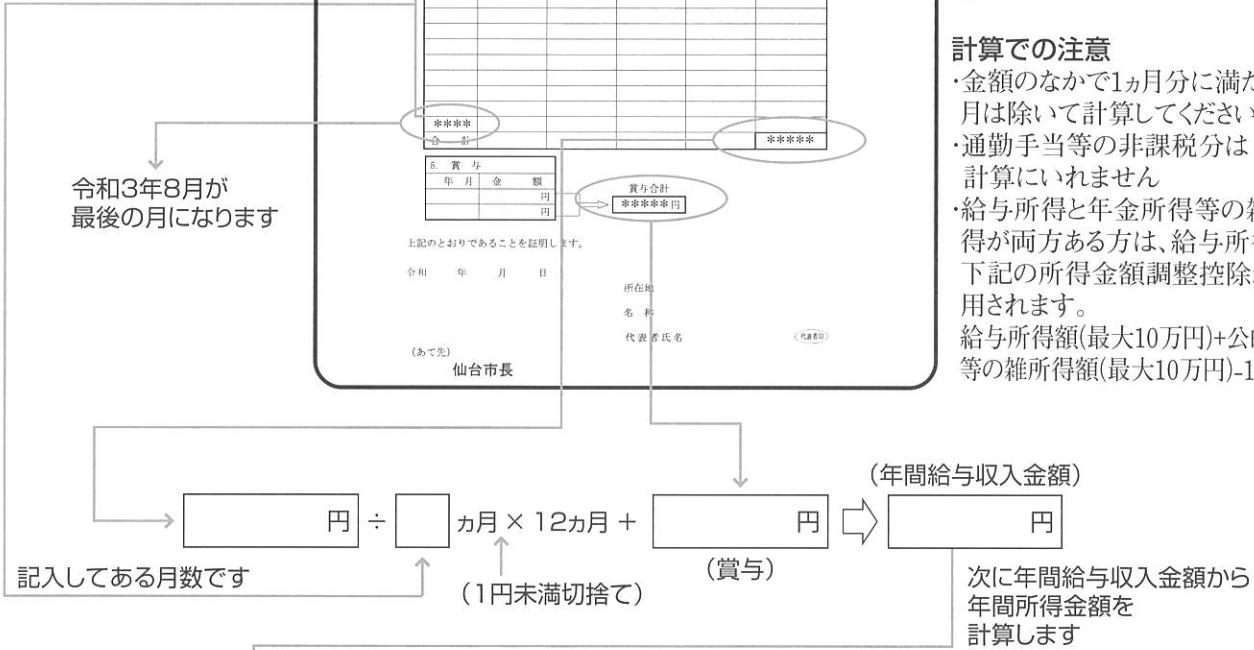 計算での注意
・金額のなかで1ヵ月分に満た
月は除いて計算してください
・通勤手当等の非課税分は
計算にいれません
・給与所得と年金所得等の
得が両方ある方は、給与所
下記の所得金額調整控除
用されます。
給与所得額(最大10万円)+公
等の雑所得額(最大10万円)-1
****
合 計
*****
令和3年8月が
最後の月になります
5. 賞 与
年 月 金 額
円
円
賞与合計
*****円
上記のとおりであることを証明します。
令和 年 月 日
所在地
名 称
代表者氏名
(代表者印)
(あて先)
仙台市長
(年間給与収入金額)
円 ÷ ヵ月 × 12ヵ月 + 円 円
(賞与)
記入してある月数です
(1円未満切捨て)
次に年間給与収入金額から
年間所得金額を
計算します